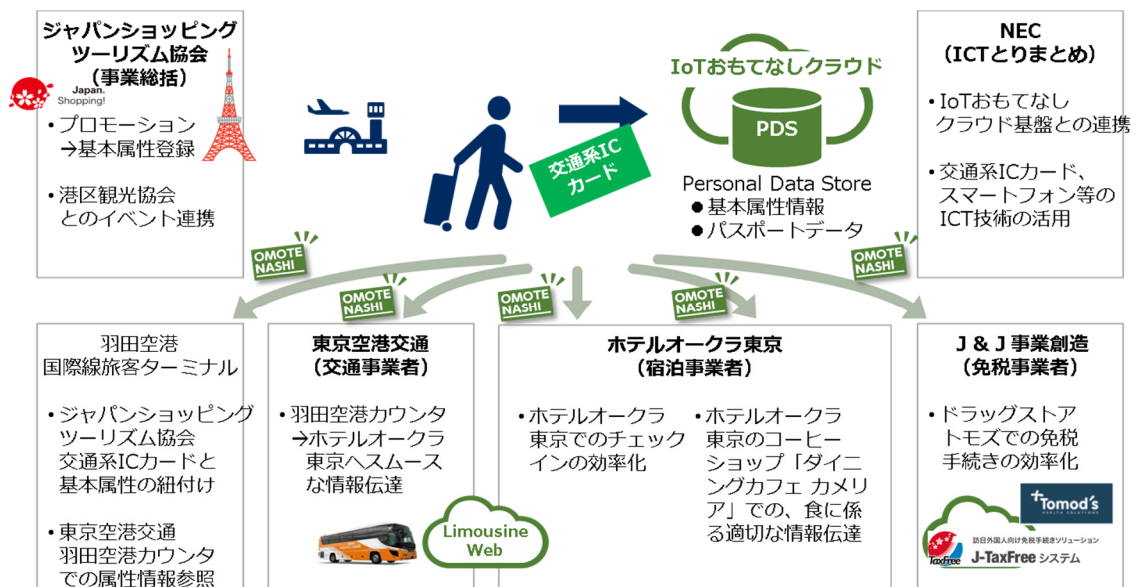 ジャパンショッピング
ツーリズム協会
（事業総括）
Japan.
Shopping!
• プロモーション
→基本属性登録
• 港区観光協会
とのイベント連携
交通系IC
カード
IoTおもてなしクラウド
PDS
Personal Data Store
● 基本属性情報
● パスポートデータ
NEC
（ICTとりまとめ）
• IoTおもてなし
クラウド基盤との連携
• 交通系ICカード、
スマートフォン等の
ICT技術の活用
OMOTE
NASHI
OMOTE
NASHI
OMOTE
NASHI
OMOTE
NASHI
OMOTE
NASHI
羽田空港
国際線旅客ターミナル
• ジャパンショッピング
ツーリズム協会
交通系ICカードと
基本属性の紐付け
• 東京空港交通
羽田空港カウンタ
での属性情報参照
東京空港交通
（交通事業者）
• 羽田空港カウンタ
→ホテルオークラ
東京へスムース
な情報伝達
Limousine
Web
ホテルオークラ東京
（宿泊事業者）
• ホテルオークラ
東京でのチェック
インの効率化
• ホテルオークラ
東京のコーヒー
ショップ「ダイニ
ングカフェ カメリ
ア」での、食に係
る適切な情報伝達
J＆J事業創造
（免税事業者）
• ドラッグストア
トモズでの免税
手続きの効率化
Tomod's
HEALTH SOLUTIONS
TaxFree
訪日外国人向け免税手続きソリューション
J-TaxFree システム